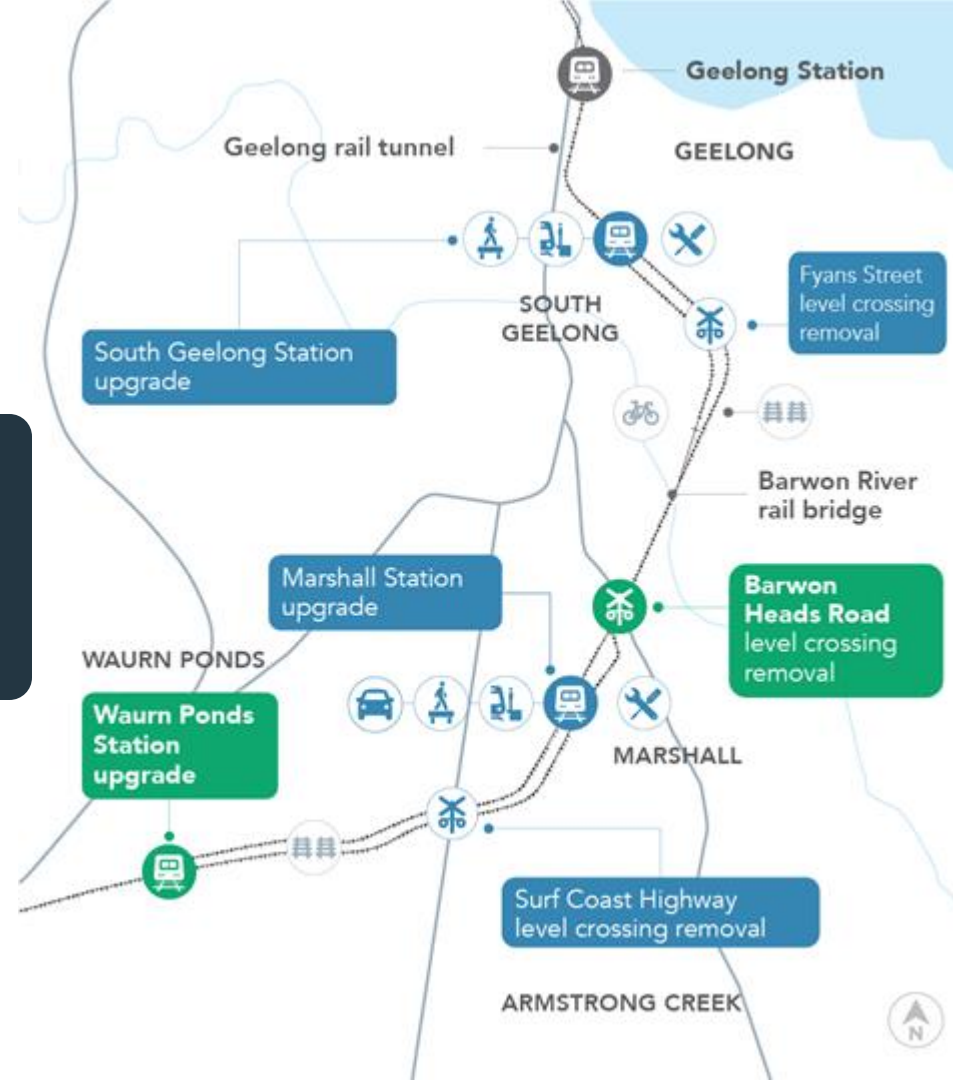 Geelong Station
Geelong rail tunnel
GEELONG
Fyans Street
level crossing
removal
SOUTH
GEELONG
South Geelong Station
upgrade
Barwon River
rail bridge
Marshall Station
upgrade
Barwon
Heads Road
level crossing
removal
WAURN PONDS
Waurn Ponds
Station
upgrade
MARSHALL
Surf Coast Highway
level crossing removal
ARMSTRONG CREEK
N